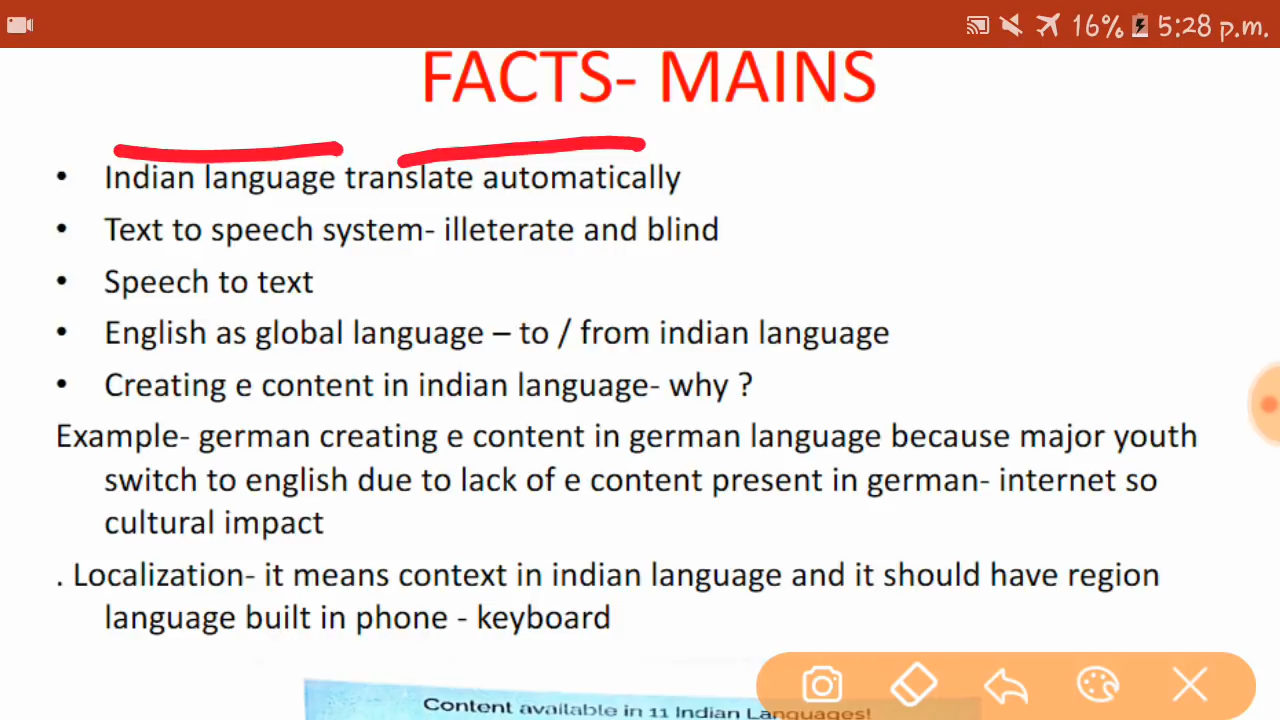 16% 5:28 p.m.
FACTS- MAINS
• Indian language translate automatically
• Text to speech system- illeterate and blind
• Speech to text
• English as global language – to / from indian language
• Creating e content in indian language- why ?
Example- german creating e content in german language because major youth
switch to english due to lack of e content present in german- internet so
cultural impact
. Localization- it means context in indian language and it should have region
language built in phone - keyboard
Content available in 11 Indian Languages!